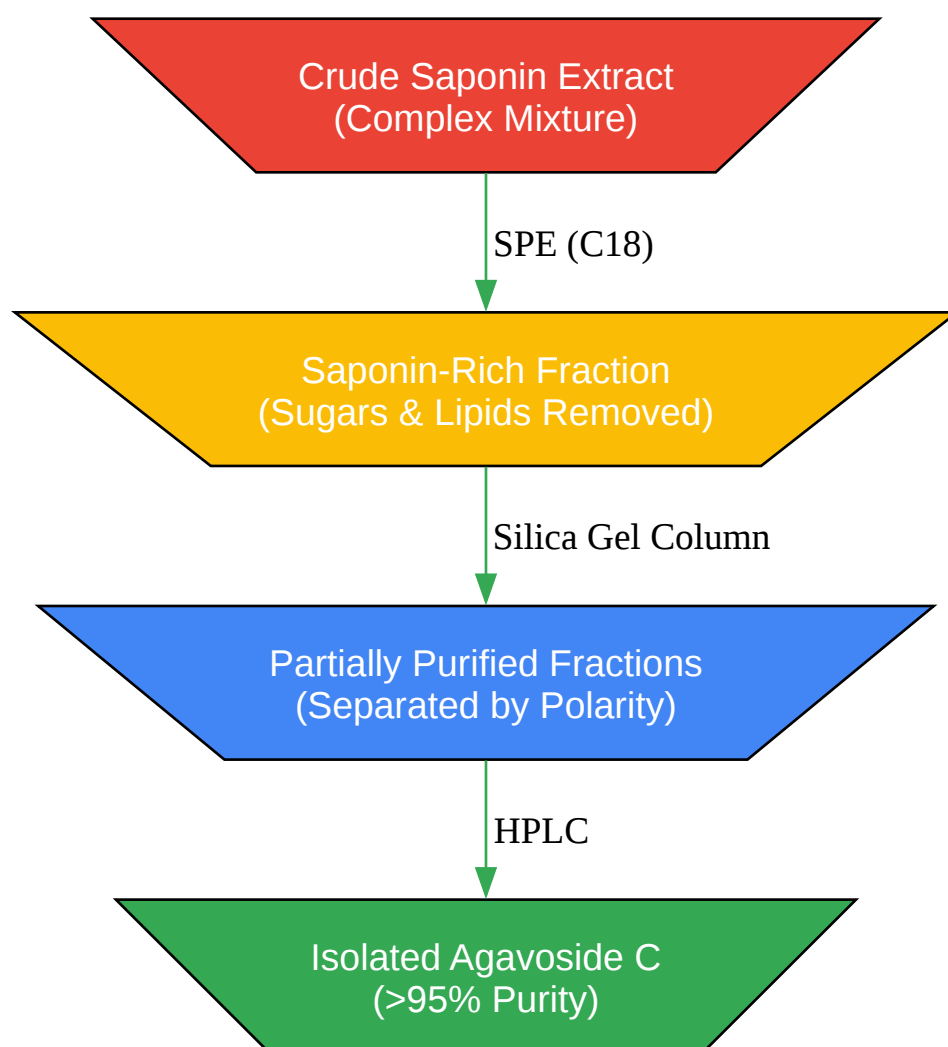 Crude Saponin Extract
(Complex Mixture)
SPE (C18)
Saponin-Rich Fraction
(Sugars & Lipids Removed)
Silica Gel Column
Partially Purified Fractions
(Separated by Polarity)
HPLC
Isolated Agavoside C
(>95% Purity)